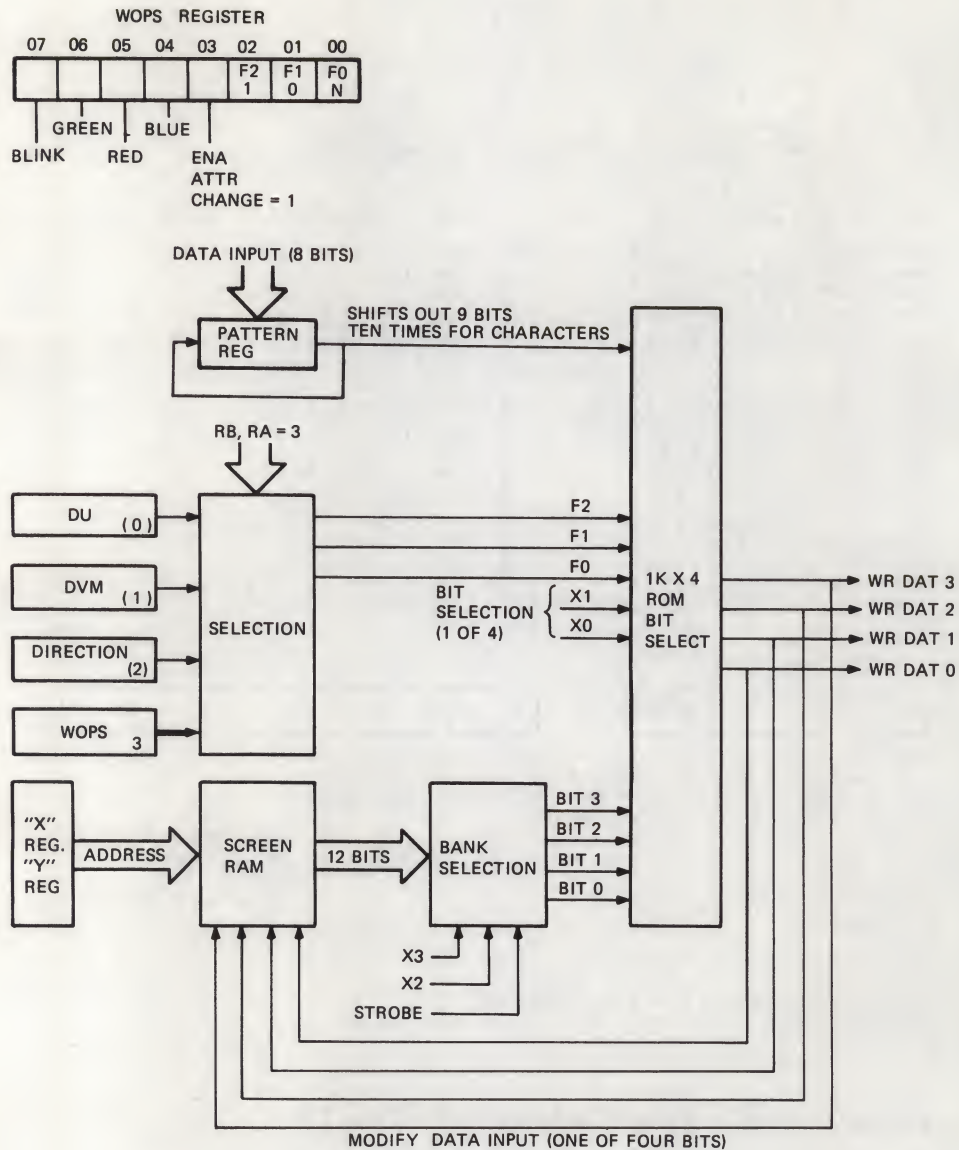 WOPS REGISTER
07 06 05 04 03 02 01 00
F2 F1 F0
1 0 N
GREEN BLUE
BLINK RED ENA
ATTR
CHANGE = 1
DATA INPUT (8 BITS)
SHIFTS OUT 9 BITS
TEN TIMES FOR CHARACTERS
PATTERN
REG
RB, RA = 3
DU
(0)
DVM
(1)
DIRECTION
(2)
WOPS
3
SELECTION
F2
F1
F0
BIT
SELECTION
(1 OF 4)
X1
X0
1K X 4
ROM
BIT
SELECT
WR DAT 3
WR DAT 2
WR DAT 1
WR DAT 0
"X"
REG.
"Y"
REG
ADDRESS
SCREEN
RAM
12 BITS
BANK
SELECTION
BIT 3
BIT 2
BIT 1
BIT 0
X3
X2
STROBE
MODIFY DATA INPUT (ONE OF FOUR BITS)